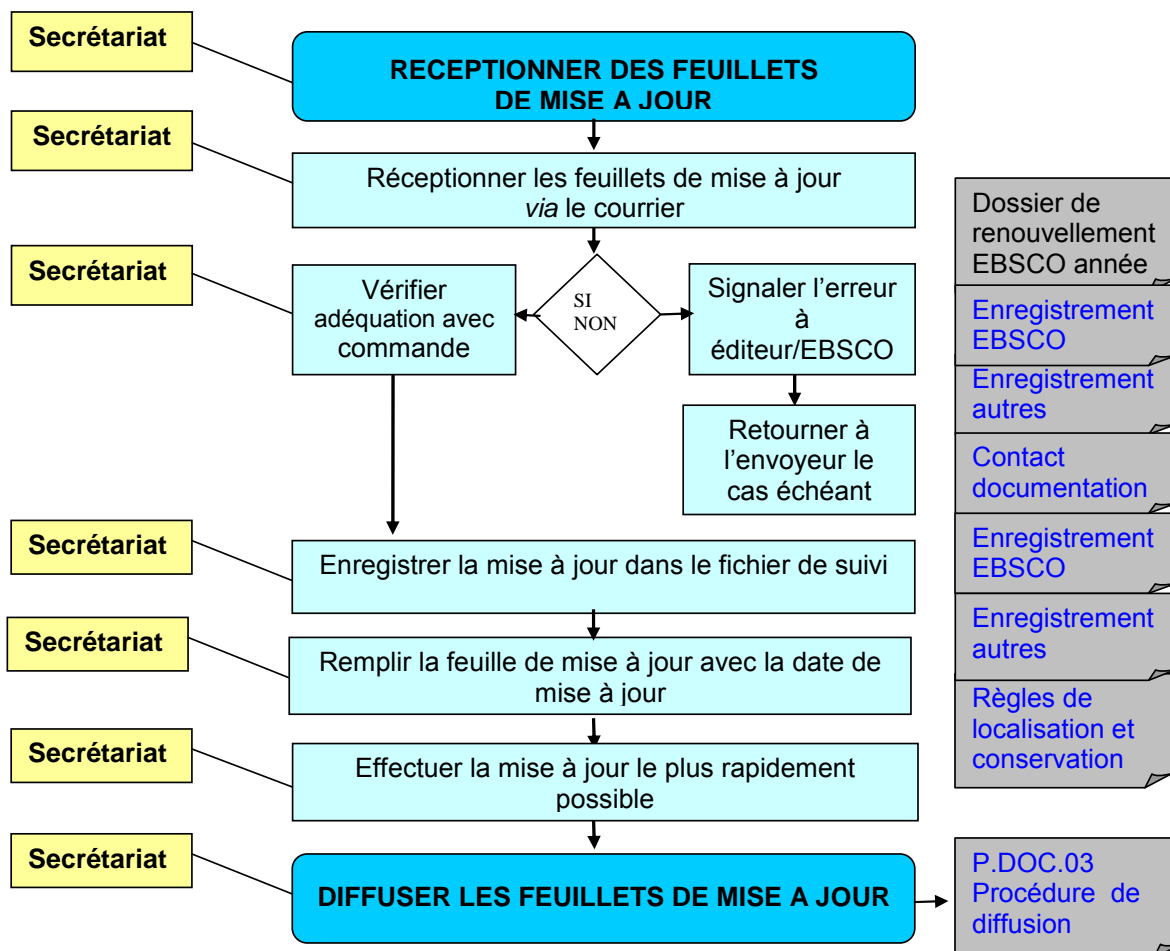 Secrétariat
RECEPTIONNER DES FEUILLETS
DE MISE A JOUR
Secrétariat
Réceptionner les feuillets de mise à jour
via le courrier
Secrétariat
Vérifier
adéquation avec
commande
SI
NON
Signaler l'erreur
à
éditeur/EBSCO
Retourner à
l'envoyeur le
cas échéant
Secrétariat
Enregistrer la mise à jour dans le fichier de suivi
Secrétariat
Remplir la feuille de mise à jour avec la date de
mise à jour
Secrétariat
Effectuer la mise à jour le plus rapidement
possible
Secrétariat
DIFFUSER LES FEUILLETS DE MISE A JOUR
Dossier de
renouvellement
EBSCO année
Enregistrement
EBSCO
Enregistrement
autres
Contact
documentation
Enregistrement
EBSCO
Enregistrement
autres
Règles de
localisation et
conservation
P.DOC.03
Procédure de
diffusion